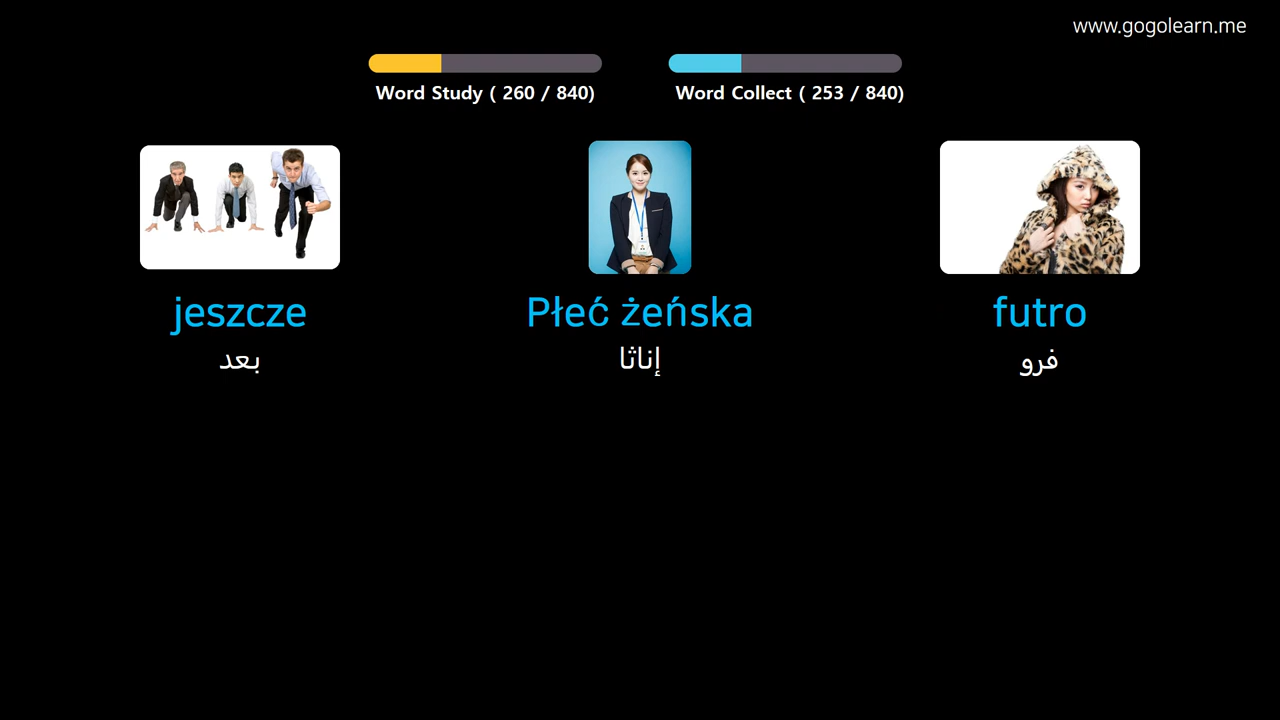 www.gogolearn.me
Word Study ( 260 / 840)
Word Collect ( 253 / 840)
jeszcze
Płeć żeńska
futro
بعد
إناثا
فرو